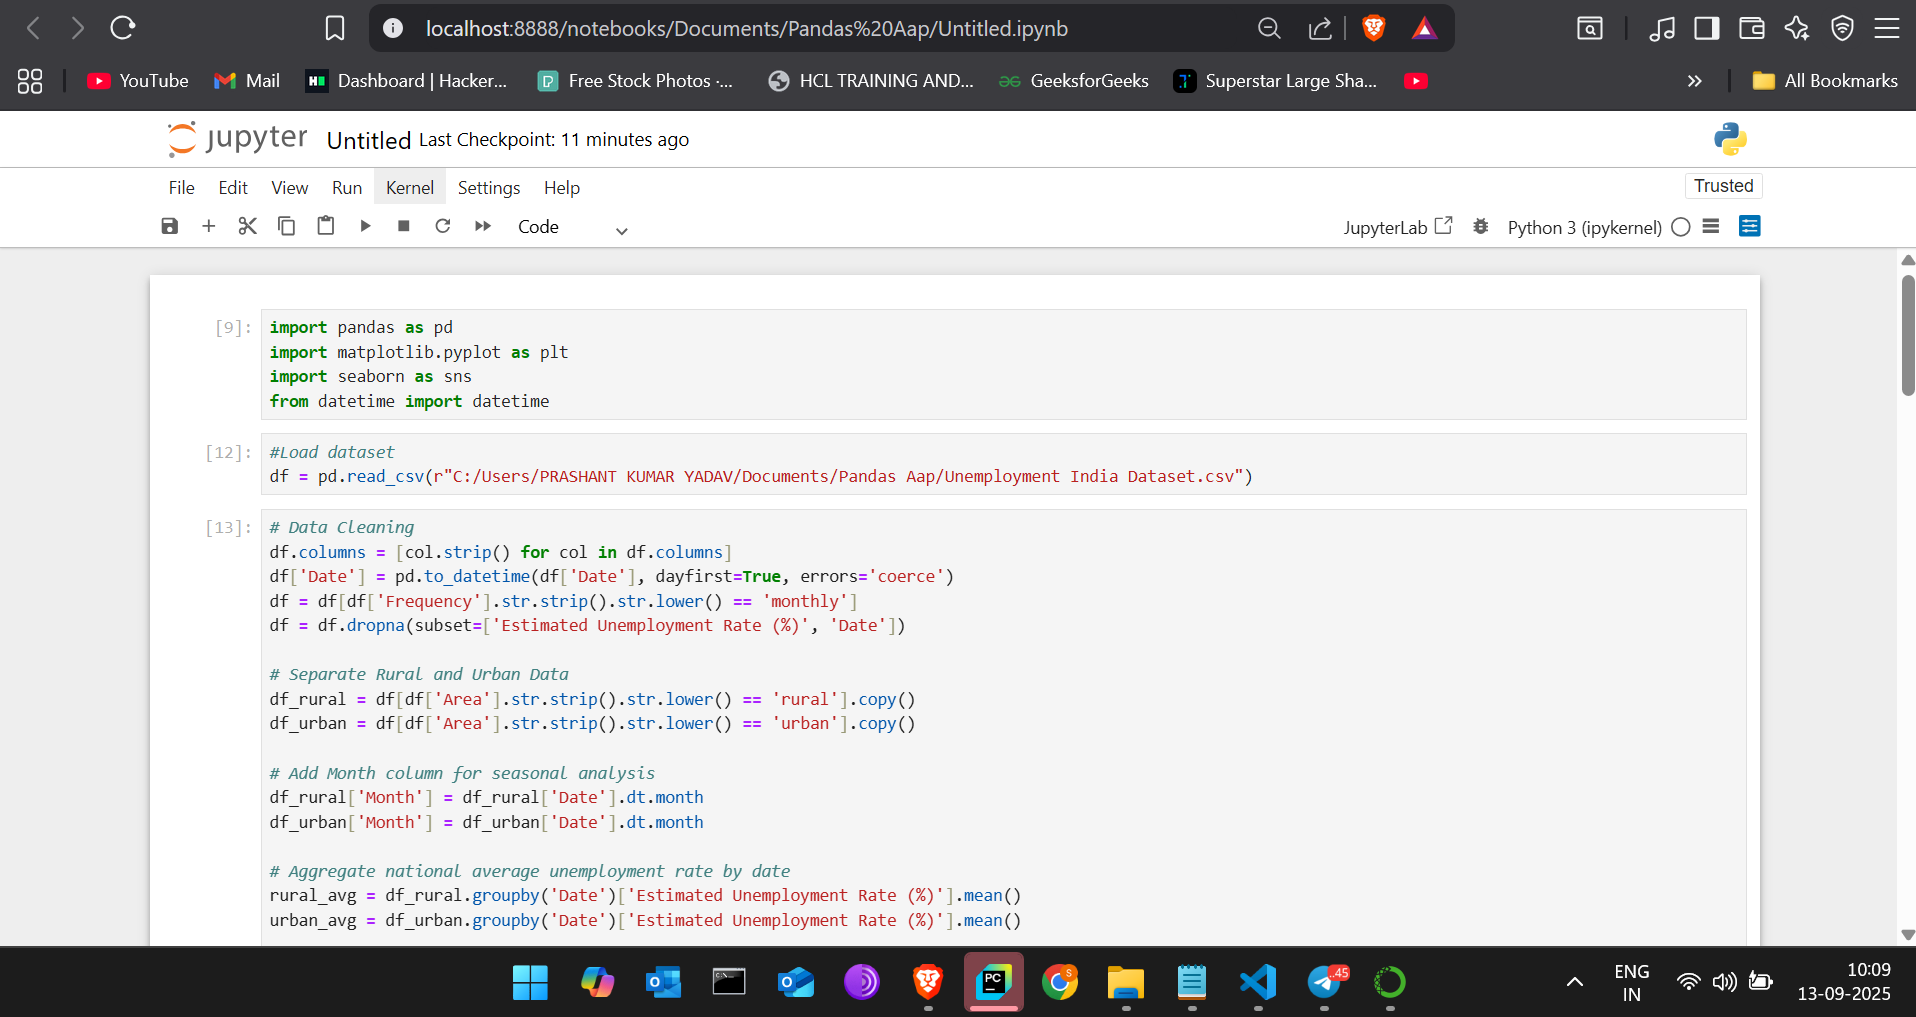 localhost:8888/notebooks/Documents/Pandas%20Aap/Untitled.ipynb
YouTube Mail Dashboard | Hacker... Free Stock Photos ·... HCL TRAINING AND... GeeksforGeeks Superstar Large Sha... All Bookmarks
jupyter Untitled Last Checkpoint: 11 minutes ago
File Edit View Run Kernel Settings Help Trusted
Code JupyterLab Python 3 (ipykernel)
[9]: import pandas as pd
import matplotlib.pyplot as plt
import seaborn as sns
from datetime import datetime
[12]: #Load dataset
df = pd.read_csv(r"C:/Users/PRASHANT KUMAR YADAV/Documents/Pandas Aap/Unemployment India Dataset.csv")
[13]: # Data Cleaning
df.columns = [col.strip() for col in df.columns]
df['Date'] = pd.to_datetime(df['Date'], dayfirst=True, errors='coerce')
df = df[df['Frequency'].str.strip().str.lower() == 'monthly']
df = df.dropna(subset=['Estimated Unemployment Rate (%)', 'Date'])
# Separate Rural and Urban Data
df_rural = df[df['Area'].str.strip().str.lower() == 'rural'].copy()
df_urban = df[df['Area'].str.strip().str.lower() == 'urban'].copy()
# Add Month column for seasonal analysis
df_rural['Month'] = df_rural['Date'].dt.month
df_urban['Month'] = df_urban['Date'].dt.month
# Aggregate national average unemployment rate by date
rural_avg = df_rural.groupby('Date')['Estimated Unemployment Rate (%)'].mean()
urban_avg = df_urban.groupby('Date')['Estimated Unemployment Rate (%)'].mean()
PC S ..45 ENG 10:09
IN 13-09-2025